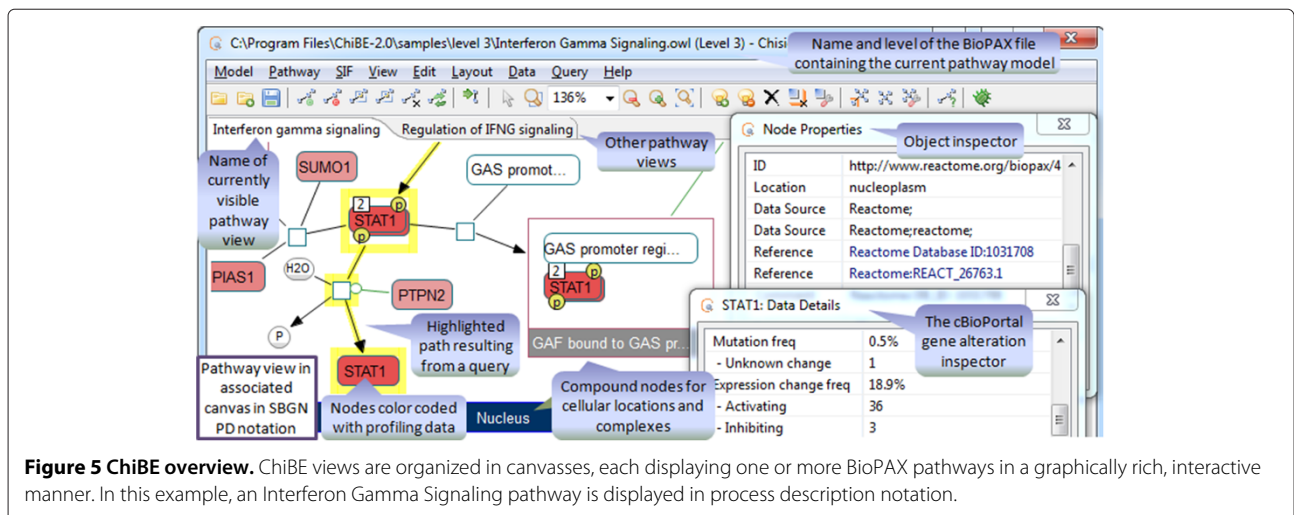 C:\Program Files\ChiBE-2.0\samples\level 3\Interferon Gamma Signaling.owl (Level 3) - Chisi
Name and level of the BioPAX file
containing the current pathway model
Model Pathway SIF View Edit Layout Data Query Help
136%
Interferon gamma signaling
Regulation of IFNG signaling
Other pathway
views
Name of
currently
visible
pathway
view
SUMO1
GAS promot...
2
p
STAT1
p
PIAS1
H2O
PTPN2
P
Highlighted
path resulting
from a query
STAT1
GAS promoter regi...
2
p
STAT1
p
GAF bound to GAS pr...
Pathway view in
associated
canvas in SBGN
PD notation
Nodes color coded
with profiling data
Nucleus
Compound nodes for
cellular locations and
complexes
Node Properties
Object inspector
ID http://www.reactome.org/biopax/4
Location nucleoplasm
Data Source Reactome;
Data Source Reactome;reactome;
Reference Reactome Database ID:1031708
Reference Reactome:REACT_26763.1
STAT1: Data Details
The cBioPortal
gene alteration
inspector
Mutation freq 0.5%
- Unknown change 1
Expression change freq 18.9%
- Activating 36
- Inhibiting 3
Figure 5 ChiBE overview. ChiBE views are organized in canvasses, each displaying one or more BioPAX pathways in a graphically rich, interactive
manner. In this example, an Interferon Gamma Signaling pathway is displayed in process description notation.